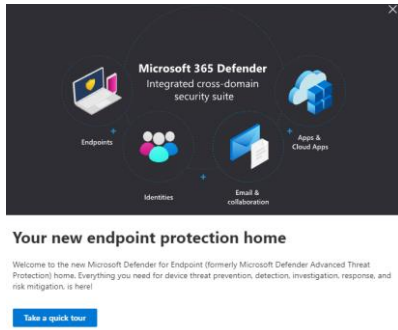 Microsoft 365 Defender
Integrated cross-domain
security suite
Endpoints
Identities
Email &
collaboration
Apps &
Cloud Apps
Your new endpoint protection home
Welcome to the new Microsoft Defender for Endpoint (formerly Microsoft Defender Advanced Threat
Protection) home. Everything you need for device threat prevention, detection, investigation, response, and
risk mitigation, is here!
Take a quick tour